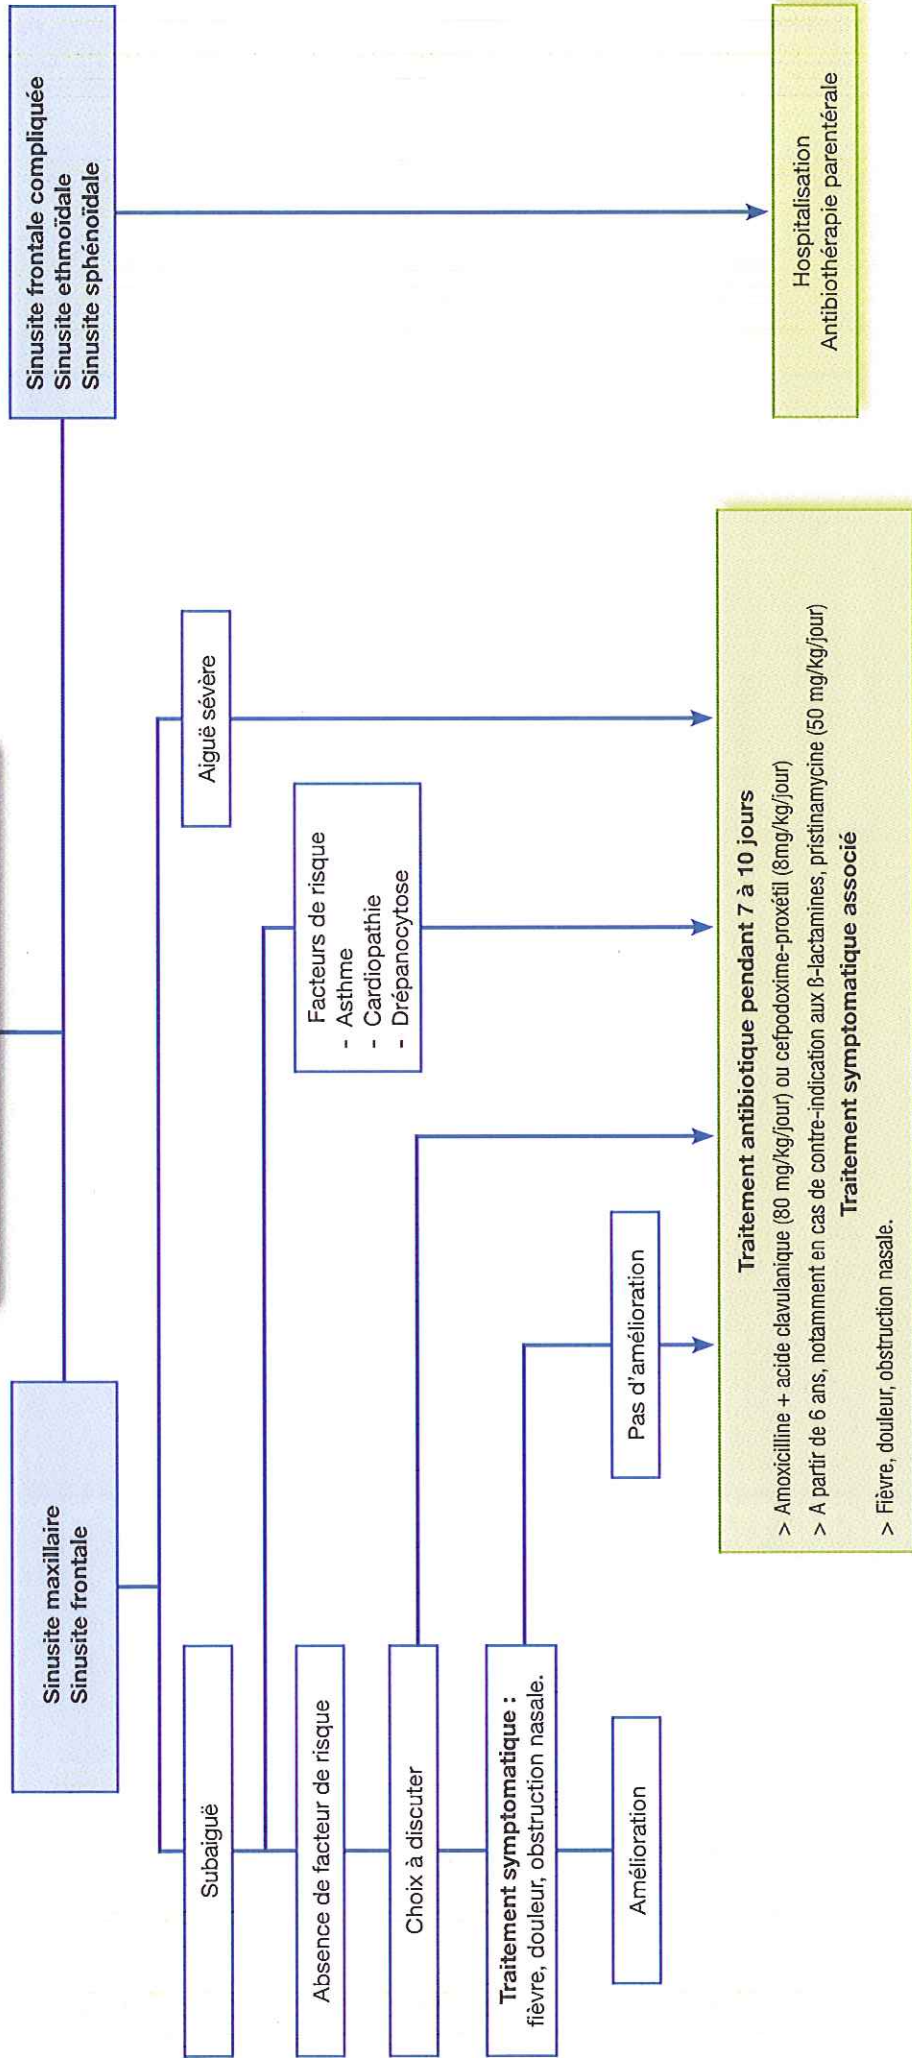 Sinusite maxillaire
Sinusite frontale
Sinusite frontale compliquée
Sinusite ethmoïdale
Sinusite sphénoïdale
Subaiguë
Aiguë sévère
Absence de facteur de risque
Facteurs de risque
- Asthme
- Cardiopathie
- Drépanocytose
Choix à discuter
Traitement symptomatique :
fièvre, douleur, obstruction nasale.
Amélioration
Pas d'amélioration
Traitement antibiotique pendant 7 à 10 jours
> Amoxicilline + acide clavulanique (80 mg/kg/jour) ou cefpodoxime-proxétil (8mg/kg/jour)
> A partir de 6 ans, notamment en cas de contre-indication aux ß-lactamines, pristinamycine (50 mg/kg/jour)
Traitement symptomatique associé
> Fièvre, douleur, obstruction nasale.
Hospitalisation
Antibiothérapie parentérale